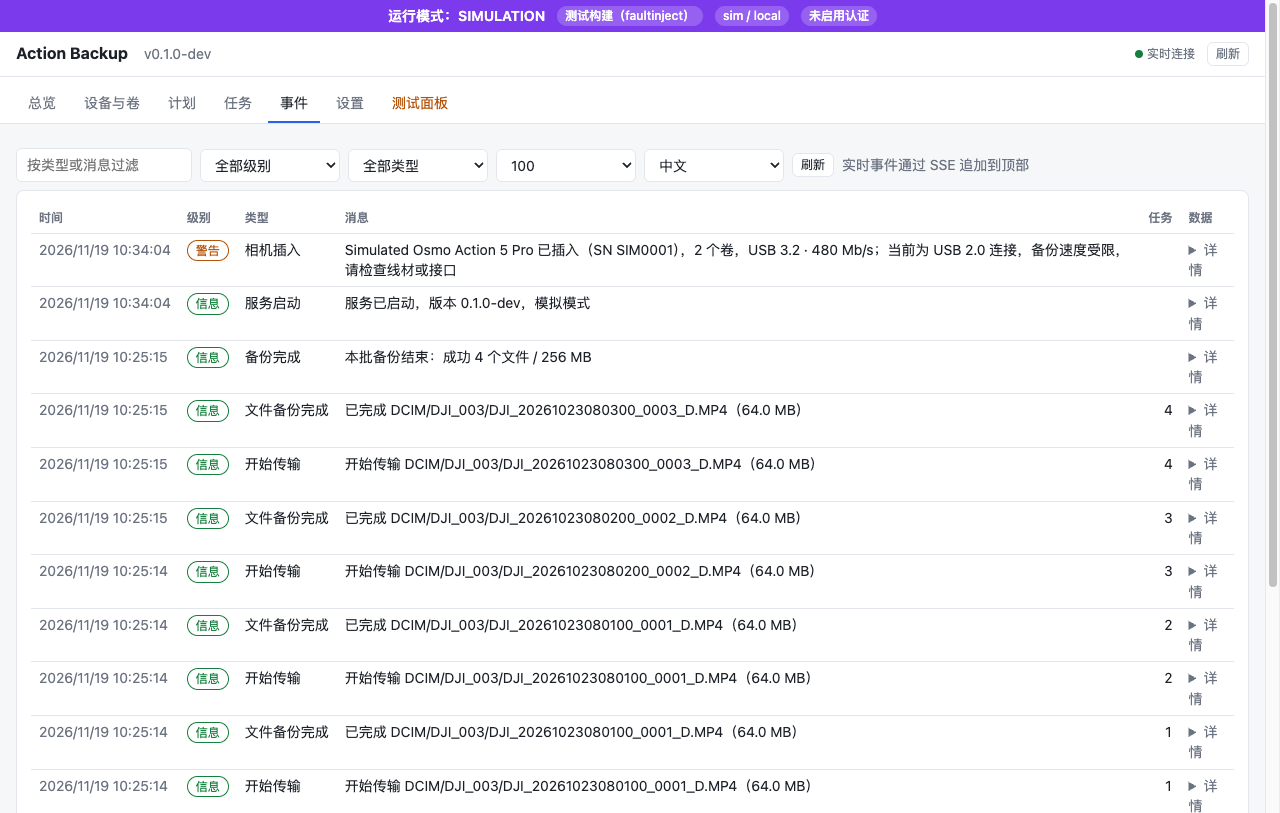 运行模式：SIMULATION 测试构建（faultinject） sim / local 未启用认证
Action Backup v0.1.0-dev 实时连接 刷新
总览 设备与卷 计划 任务 事件 设置 测试面板
按类型或消息过滤 全部级别 全部类型 100 中文 刷新 实时事件通过 SSE 追加到顶部
时间 级别 类型 消息 任务 数据
2026/11/19 10:34:04 警告 相机插入 Simulated Osmo Action 5 Pro 已插入（SN SIM0001），2 个卷，USB 3.2 · 480 Mb/s；当前为 USB 2.0 连接，备份速度受限， ▶ 详
请检查线材或接口 情
2026/11/19 10:34:04 信息 服务启动 服务已启动，版本 0.1.0-dev，模拟模式 ▶ 详
情
2026/11/19 10:25:15 信息 备份完成 本批备份结束：成功 4 个文件 / 256 MB ▶ 详
情
2026/11/19 10:25:15 信息 文件备份完成 已完成 DCIM/DJI_003/DJI_20261023080300_0003_D.MP4（64.0 MB） 4 ▶ 详
情
2026/11/19 10:25:15 信息 开始传输 开始传输 DCIM/DJI_003/DJI_20261023080300_0003_D.MP4（64.0 MB） 4 ▶ 详
情
2026/11/19 10:25:15 信息 文件备份完成 已完成 DCIM/DJI_003/DJI_20261023080200_0002_D.MP4（64.0 MB） 3 ▶ 详
情
2026/11/19 10:25:14 信息 开始传输 开始传输 DCIM/DJI_003/DJI_20261023080200_0002_D.MP4（64.0 MB） 3 ▶ 详
情
2026/11/19 10:25:14 信息 文件备份完成 已完成 DCIM/DJI_003/DJI_20261023080100_0001_D.MP4（64.0 MB） 2 ▶ 详
情
2026/11/19 10:25:14 信息 开始传输 开始传输 DCIM/DJI_003/DJI_20261023080100_0001_D.MP4（64.0 MB） 2 ▶ 详
情
2026/11/19 10:25:14 信息 文件备份完成 已完成 DCIM/DJI_003/DJI_20261023080100_0001_D.MP4（64.0 MB） 1 ▶ 详
情
2026/11/19 10:25:14 信息 开始传输 开始传输 DCIM/DJI_003/DJI_20261023080100_0001_D.MP4（64.0 MB） 1 ▶ 详
情